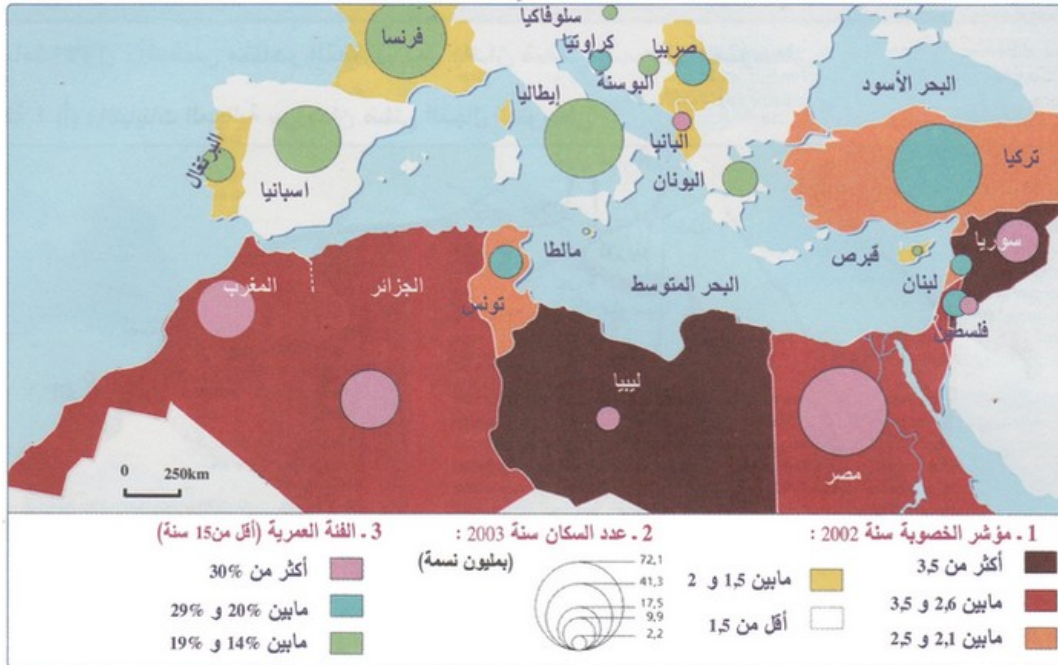 سلوفاكيا
فرنسا
كراوتيا
صربيا
البوسنة
إيطاليا
البحر الأسود
البرتغال
اسبانيا
البانيا
اليونان
تركيا
مالطا
قبرص
سوريا
المغرب
الجزائر
تونس
البحر المتوسط
لبنان
فلسطين
ليبيا
مصر
0 250km
1 ـ مؤشر الخصوبة سنة 2002 :
أكثر من 3,5
مابين 2,6 و 3,5
مابين 2,1 و 2,5
مابين 1,5 و 2
أقل من 1,5
2 ـ عدد السكان سنة 2003 :
(بمليون نسمة)
72,1
41,3
17,5
9,9
2,2
3 ـ الفئة العمرية (أقل من15 سنة)
أكثر من 30%
مابين 20% و 29%
مابين 14% و 19%